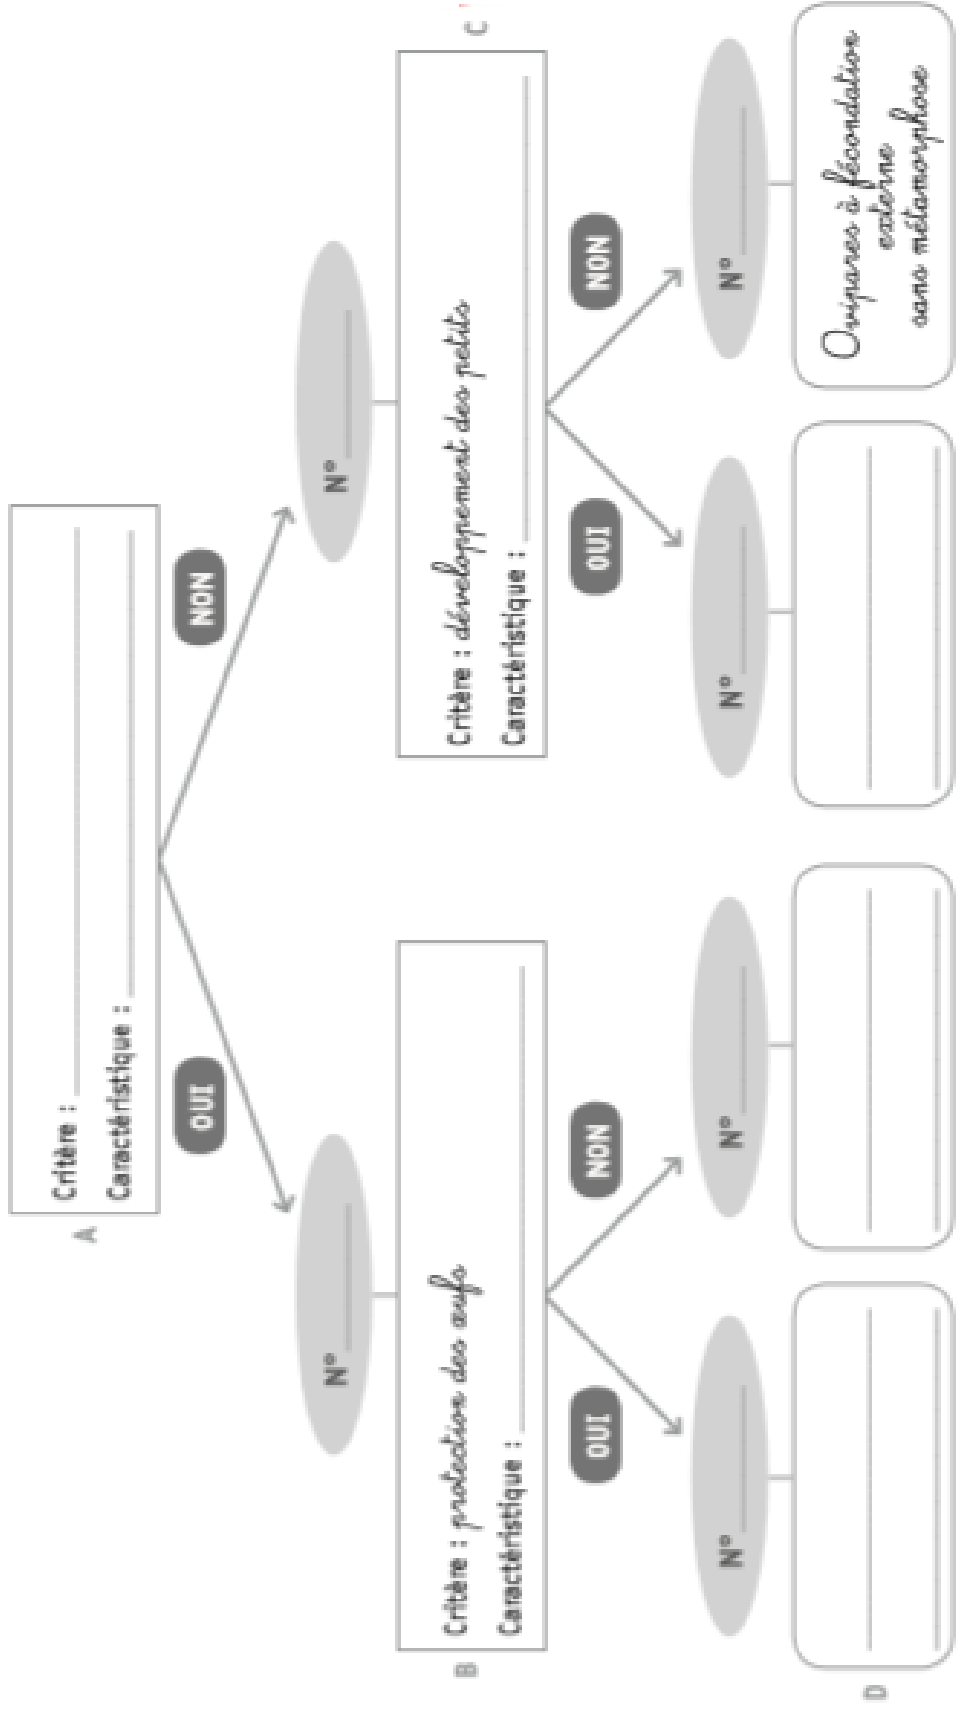 A
Critère :
Caractéristique :
OUI
NON
N°
N°
B
Critère : protection des œufs
Caractéristique :
C
Critère : développement des petits
Caractéristique :
OUI
NON
OUI
NON
N°
N°
N°
N°
D
Ovipares à fécondation
externe
sans métamorphose